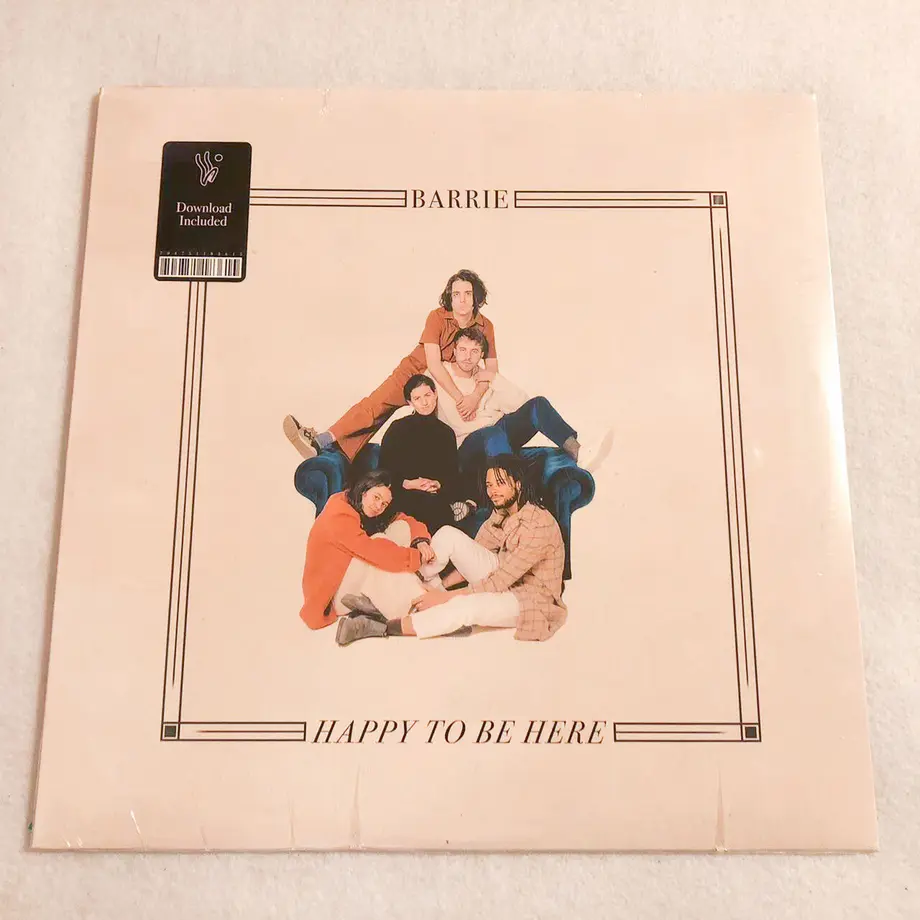 Download
Included
BARRIE
HAPPY TO BE HERE